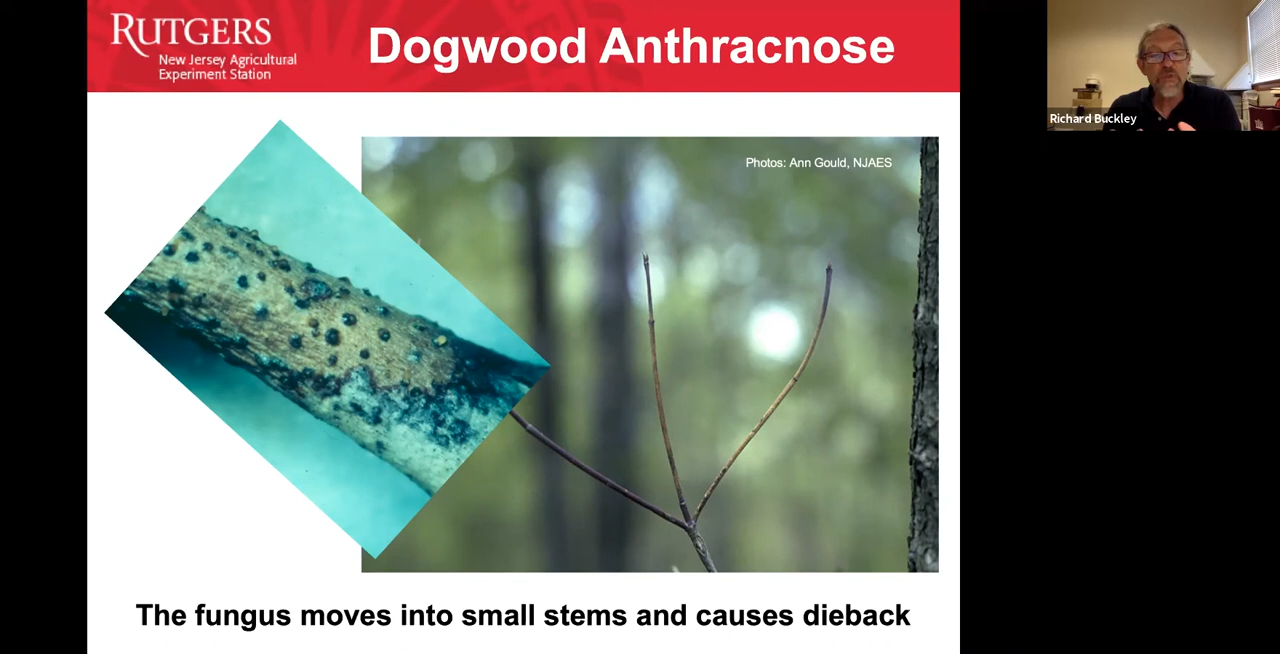 RUTGERS
New Jersey Agricultural
Experiment Station
Dogwood Anthracnose
Photos: Ann Gould, NJAES
The fungus moves into small stems and causes dieback
Richard Buckley